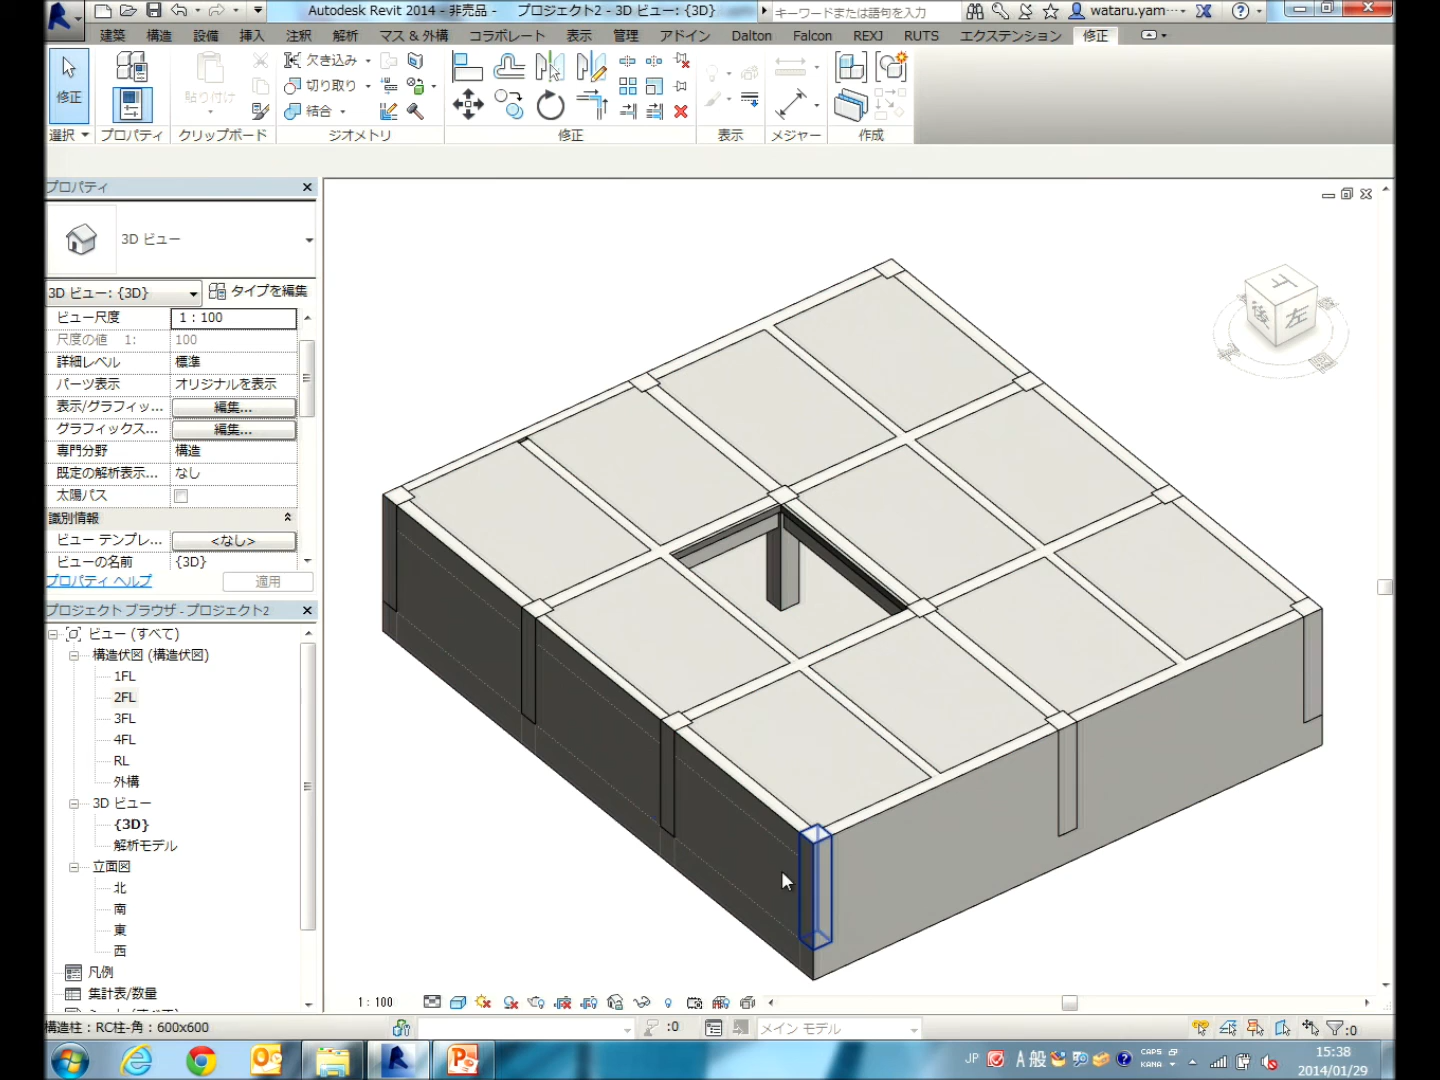 Autodesk Revit 2014 - 非売品 - プロジェクト2 - 3D ビュー: {3D}
キーワードまたは語句を入力
wataru.yam...
建築 構造 設備 挿入 注釈 解析 マス & 外構 コラボレート 表示 管理 アドイン Dalton Falcon REXJ RUTS エクステンション 修正
修正
貼り付け
欠き込み
切り取り
結合
選択 プロパティ クリップボード ジオメトリ 修正 表示 メジャー 作成
プロパティ
3D ビュー
3D ビュー: {3D} タイプを編集
ビュー尺度 1 : 100
尺度の値 1: 100
詳細レベル 標準
パーツ表示 オリジナルを表示
表示/グラフィッ... 編集...
グラフィックス... 編集...
専門分野 構造
既定の解析表示... なし
太陽パス
識別情報
ビュー テンプレ... <なし>
ビューの名前 {3D}
プロパティ ヘルプ 適用
プロジェクト ブラウザ - プロジェクト2
ビュー (すべて)
構造伏図 (構造伏図)
1FL
2FL
3FL
4FL
RL
外構
3D ビュー
{3D}
解析モデル
立面図
北
南
東
西
凡例
集計表/数量
上
後 左
1 : 100
構造柱 : RC柱-角 : 600x600
:0
メイン モデル
:0
JP A 般 CAPS KANA
15:38
2014/01/29